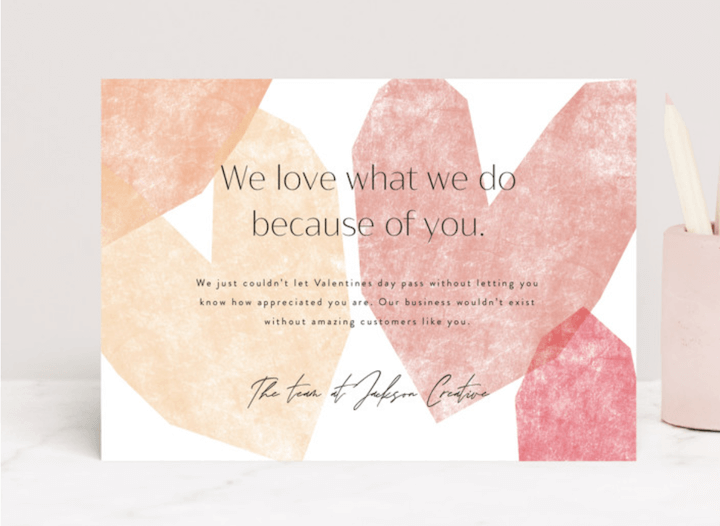 We love what we do
because of you.
We just couldn't let Valentines day pass without letting you
know how appreciated you are. Our business wouldn't exist
without amazing customers like you.
The team at Jackson Creative